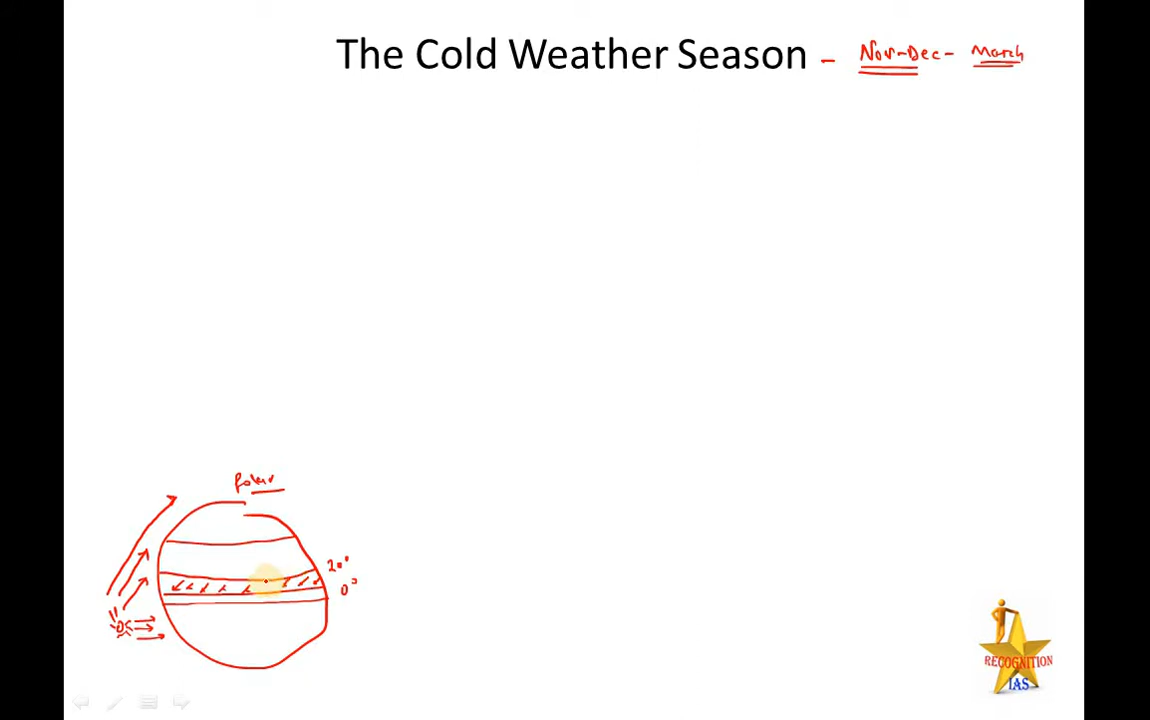 The Cold Weather Season - Nov-Dec- March
Polar
20°
0°
RECOGNITION
IAS